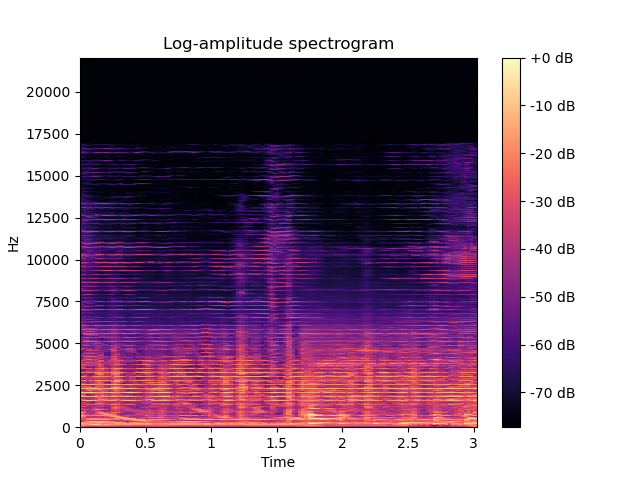 Log-amplitude spectrogram
Hz
20000
17500
15000
12500
10000
7500
5000
2500
0
0 0.5 1 1.5 2 2.5 3
Time
+0 dB
-10 dB
-20 dB
-30 dB
-40 dB
-50 dB
-60 dB
-70 dB